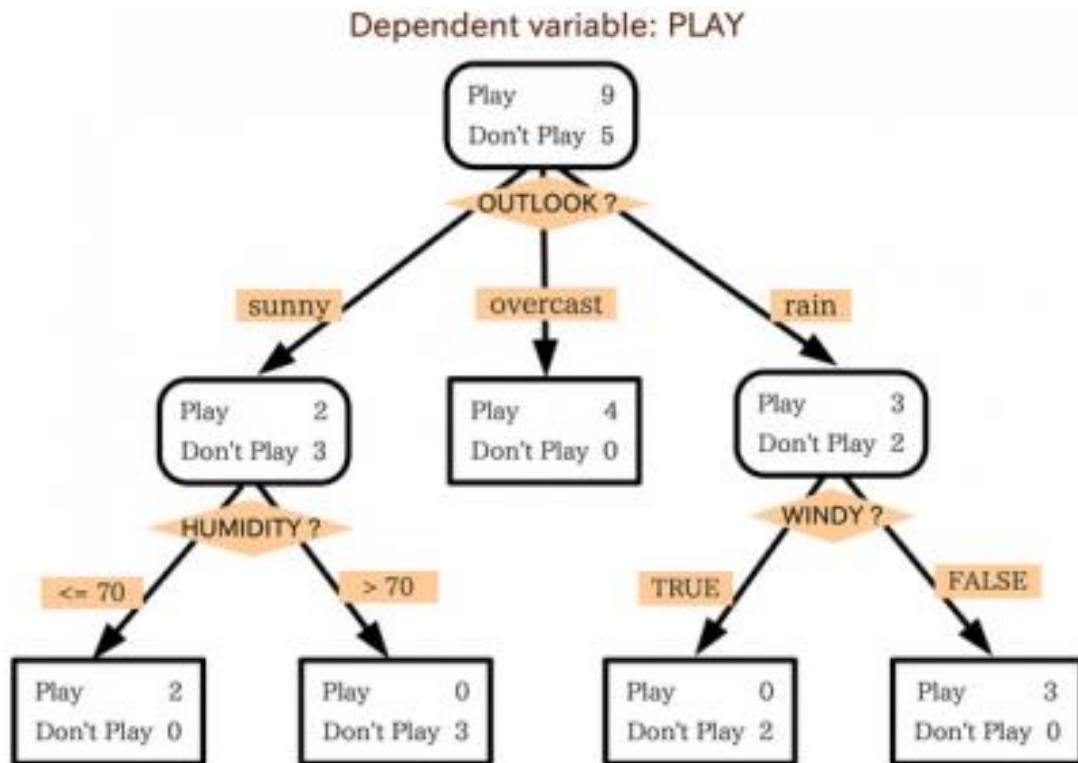 Dependent variable: PLAY
Play 9
Don't Play 5
OUTLOOK ?
sunny
overcast
rain
Play 2
Don't Play 3
Play 4
Don't Play 0
Play 3
Don't Play 2
HUMIDITY ?
WINDY ?
<= 70
> 70
TRUE
FALSE
Play 2
Don't Play 0
Play 0
Don't Play 3
Play 0
Don't Play 2
Play 3
Don't Play 0